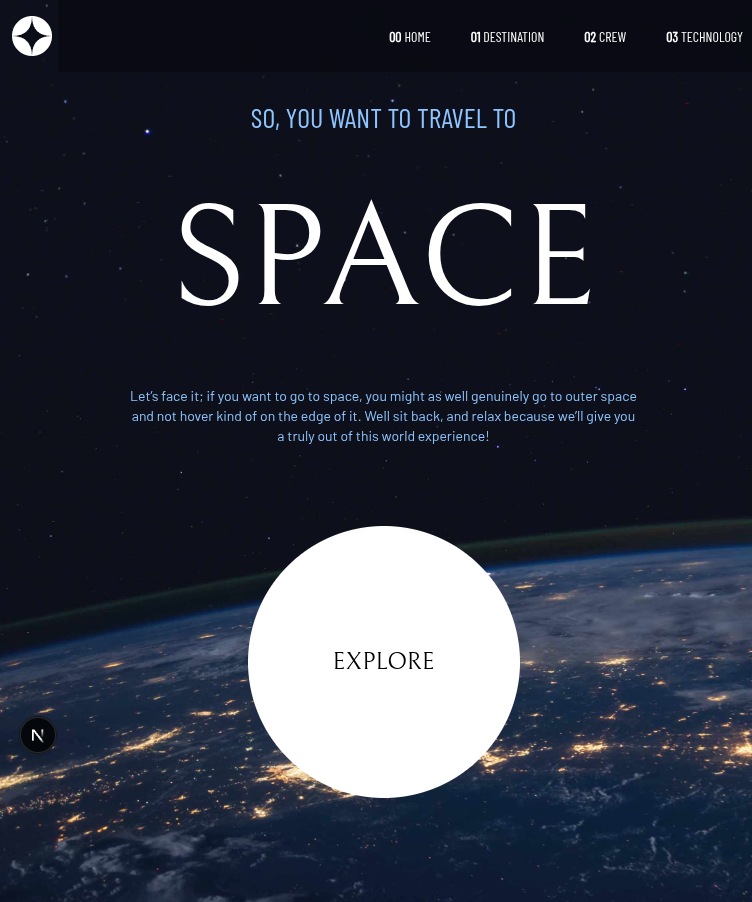 00 HOME 01 DESTINATION 02 CREW 03 TECHNOLOGY
SO, YOU WANT TO TRAVEL TO
SPACE
Let’s face it; if you want to go to space, you might as well genuinely go to outer space
and not hover kind of on the edge of it. Well sit back, and relax because we’ll give you
a truly out of this world experience!
EXPLORE
N